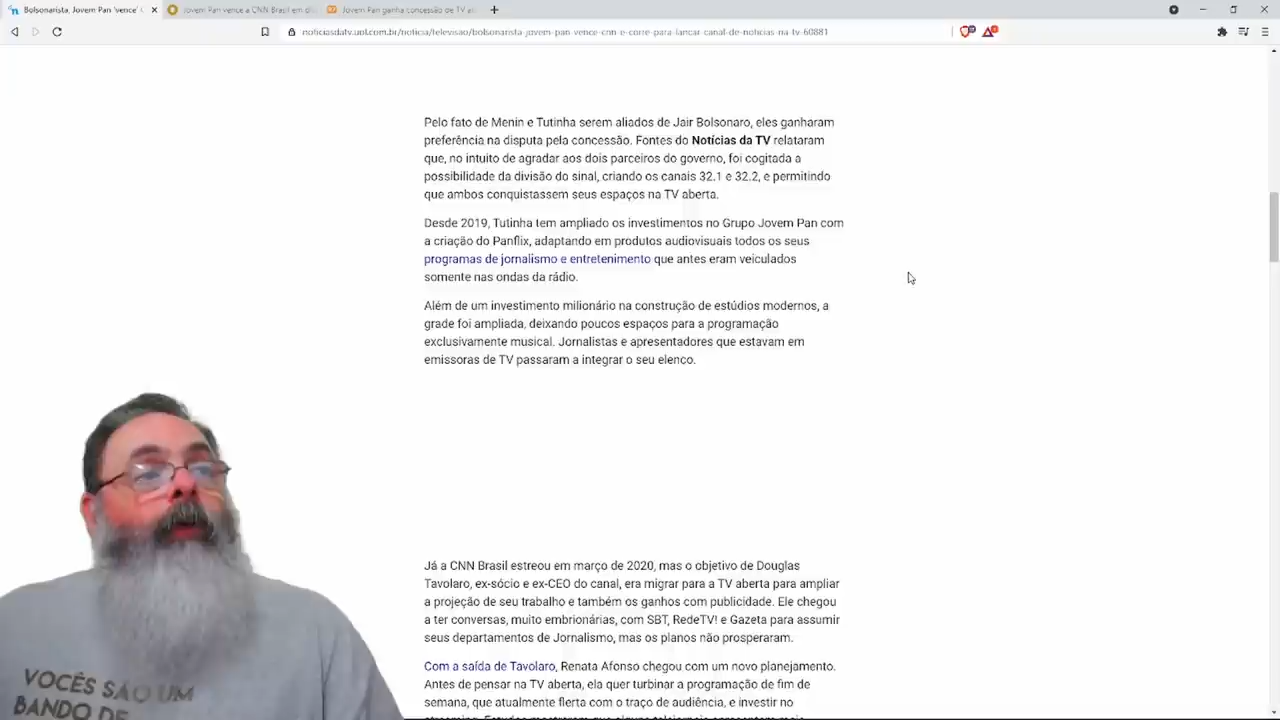 Bolsonarista, Jovem Pan 'vence'
Jovem Pan vence a CNN Brasil em
Jovem Pan ganha concessão de TV
noticiasdatv.uol.com.br/noticia/televisao/bolsonarista-jovem-pan-vence-cnn-e-corre-para-lancar-canal-de-noticias-na-tv-60881
Pelo fato de Menin e Tutinha serem aliados de Jair Bolsonaro, eles ganharam
preferência na disputa pela concessão. Fontes do Notícias da TV relataram
que, no intuito de agradar aos dois parceiros do governo, foi cogitada a
possibilidade da divisão do sinal, criando os canais 32.1 e 32.2, e permitindo
que ambos conquistassem seus espaços na TV aberta.
Desde 2019, Tutinha tem ampliado os investimentos no Grupo Jovem Pan com
a criação do Panflix, adaptando em produtos audiovisuais todos os seus
programas de jornalismo e entretenimento que antes eram veiculados
somente nas ondas da rádio.
Além de um investimento milionário na construção de estúdios modernos, a
grade foi ampliada, deixando poucos espaços para a programação
exclusivamente musical. Jornalistas e apresentadores que estavam em
emissoras de TV passaram a integrar o seu elenco.
Já a CNN Brasil estreou em março de 2020, mas o objetivo de Douglas
Tavolaro, ex-sócio e ex-CEO do canal, era migrar para a TV aberta para ampliar
a projeção de seu trabalho e também os ganhos com publicidade. Ele chegou
a ter conversas, muito embrionárias, com SBT, RedeTV! e Gazeta para assumir
seus departamentos de Jornalismo, mas os planos não prosperaram.
Com a saída de Tavolaro, Renata Afonso chegou com um novo planejamento.
Antes de pensar na TV aberta, ela quer turbinar a programação de fim de
semana, que atualmente flerta com o traço de audiência, e investir no
VOCÊS SÃO UM
BANDO DE